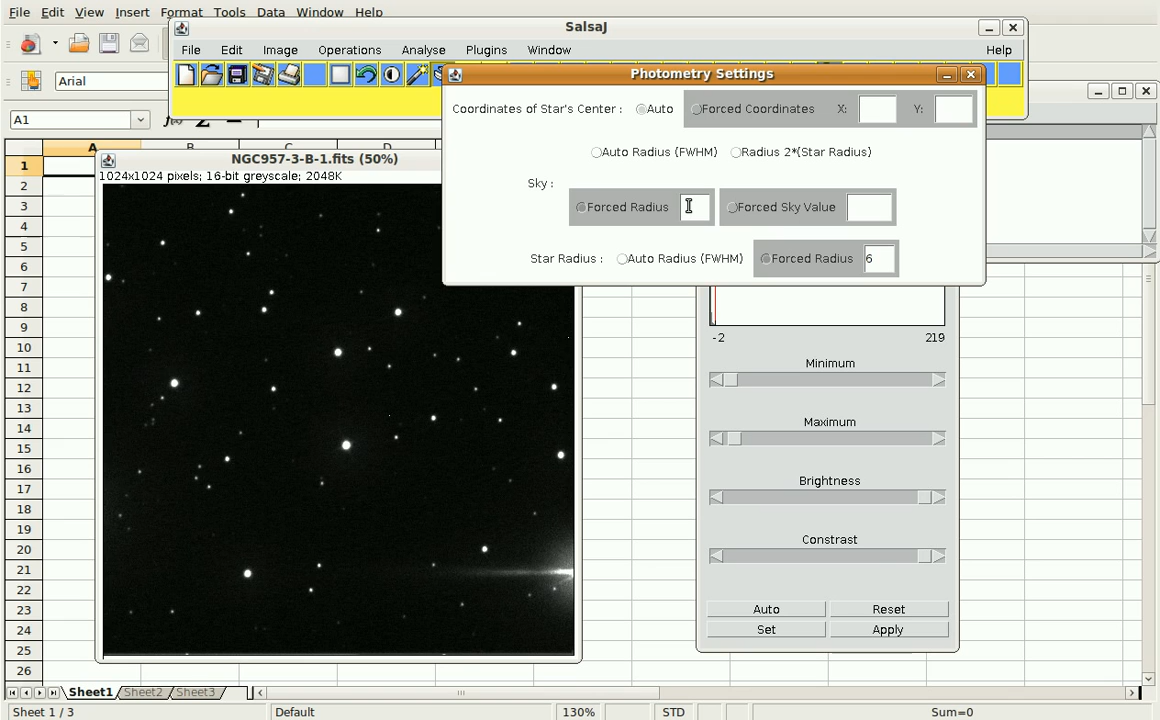 File Edit View Insert Format Tools Data Window Help
SalsaJ
File Edit Image Operations Analyse Plugins Window Help
Arial
Photometry Settings
Coordinates of Star's Center : Auto Forced Coordinates X: Y:
Auto Radius (FWHM) Radius 2*(Star Radius)
Sky :
Forced Radius Forced Sky Value
Star Radius : Auto Radius (FWHM) Forced Radius 6
A1
A B C D
NGC957-3-B-1.fits (50%)
1024x1024 pixels; 16-bit greyscale; 2048K
1
2
3
4
5
6
7
8
9
10
11
12
13
14
15
16
17
18
19
20
21
22
23
24
25
26
-2 219
Minimum
Maximum
Brightness
Constrast
Auto Reset
Set Apply
Sheet1 Sheet2 Sheet3
Sheet 1 / 3 Default 130% STD Sum=0